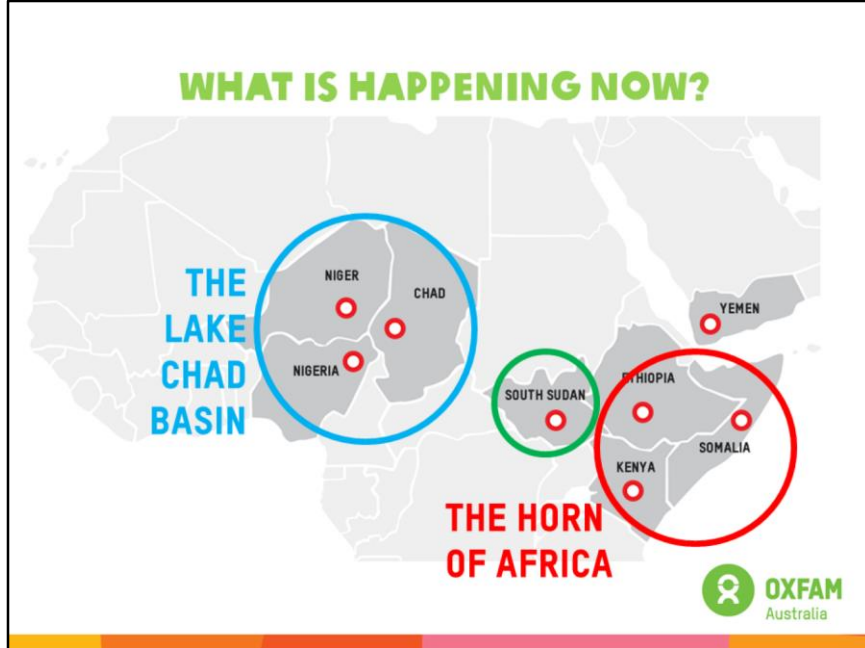 WHAT IS HAPPENING NOW?
THE
LAKE
CHAD
BASIN
NIGER
CHAD
NIGERIA
SOUTH SUDAN
ETHIOPIA
YEMEN
SOMALIA
KENYA
THE HORN
OF AFRICA
OXFAM
Australia